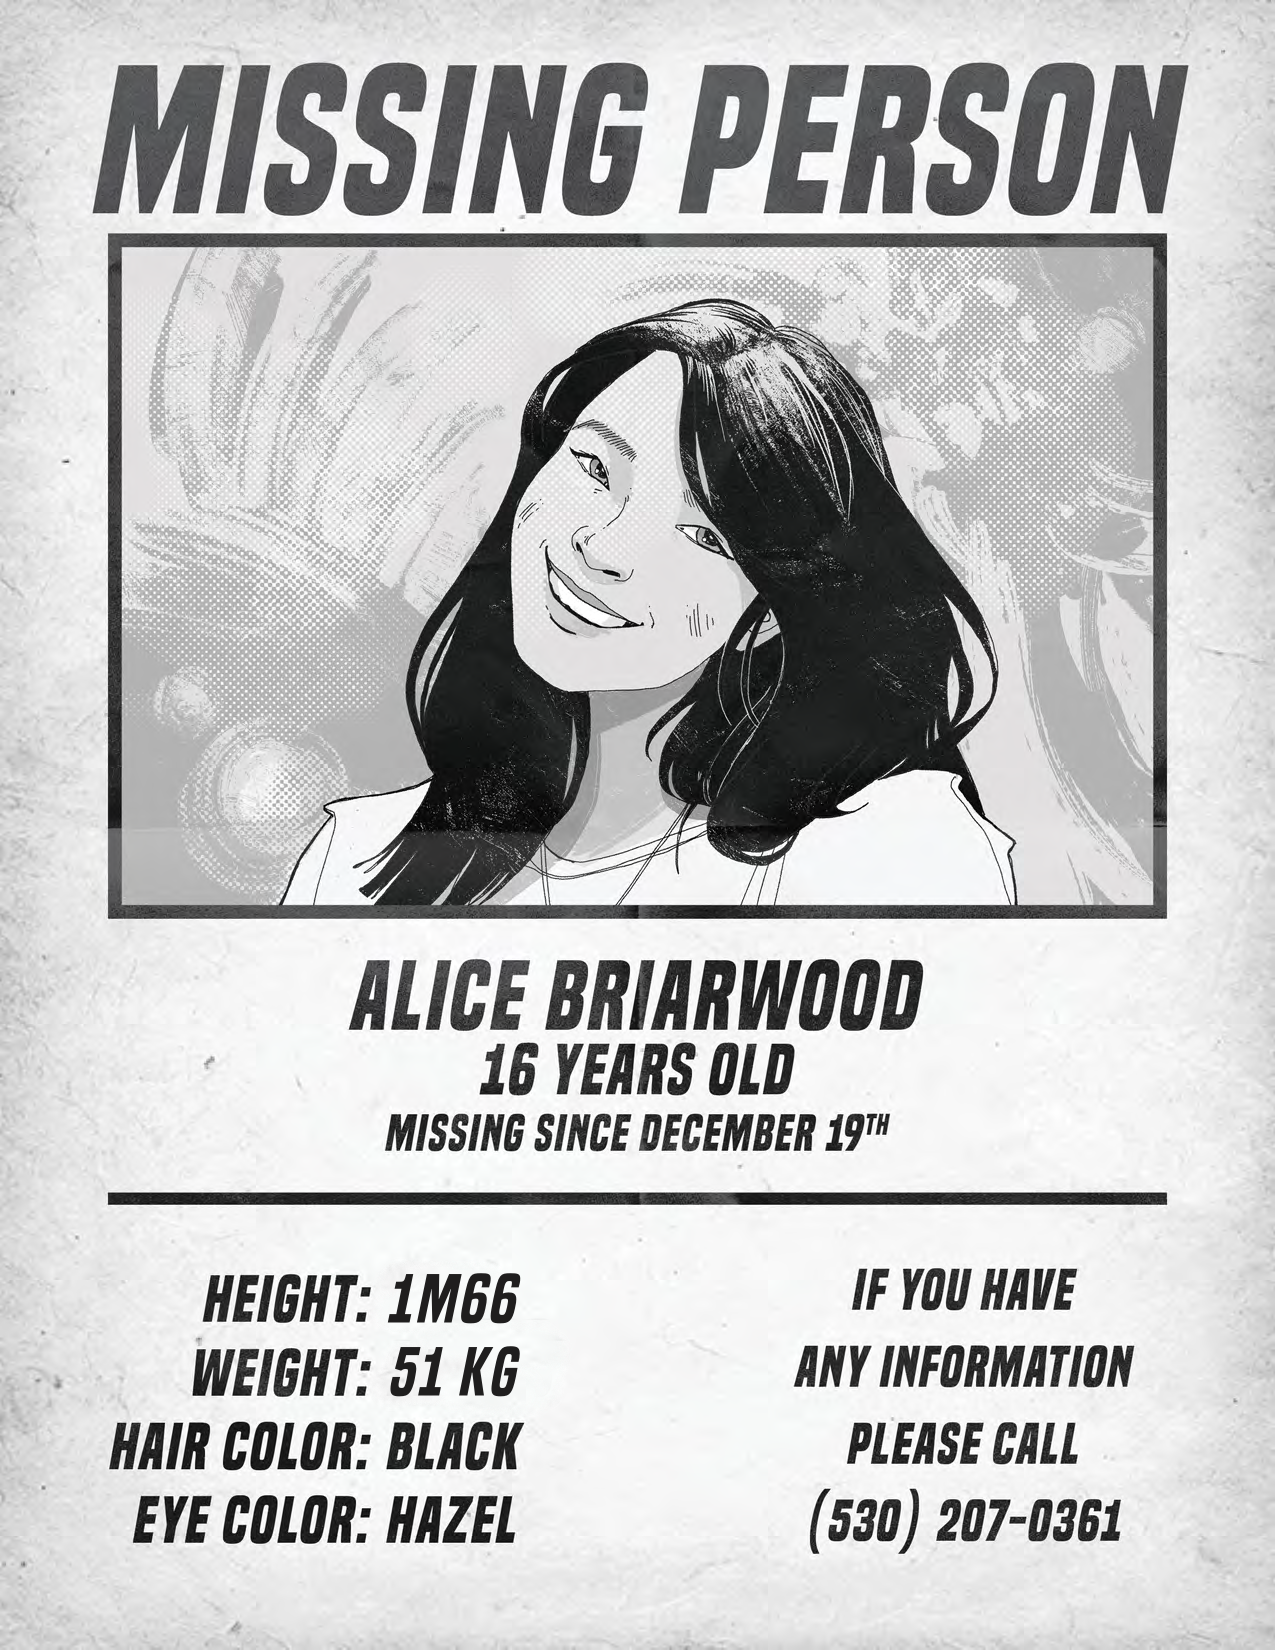 MISSING PERSON
ALICE BRIARWOOD
16 YEARS OLD
MISSING SINCE DECEMBER 19TH
HEIGHT: 1M66
WEIGHT: 51 KG
HAIR COLOR: BLACK
EYE COLOR: HAZEL
IF YOU HAVE
ANY INFORMATION
PLEASE CALL
(530) 207-0361